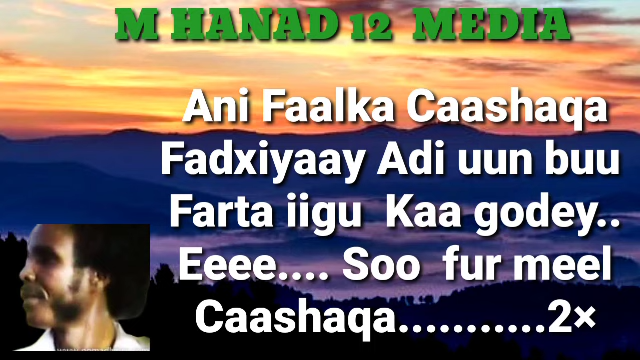 M HANAD 12 MEDIA
Ani Faalka Caashaqa
Fadxiyaay Adi uun buu
Farta iigu Kaa godey..
Eeee.... Soo fur meel
Caashaqa...........2×